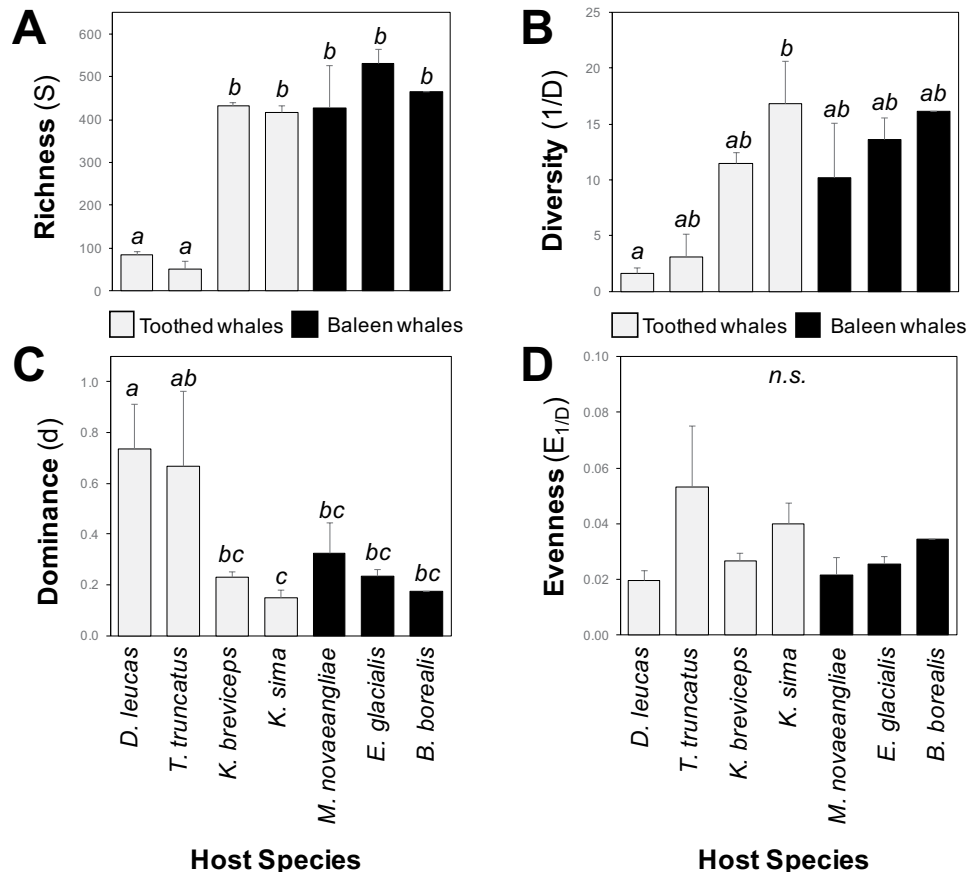 A
Richness (S)
600
500
400
300
200
100
0
a
a
b
b
b
b
b
B
Diversity (1/D)
25
20
15
10
5
0
a
ab
ab
b
ab
ab
ab
Toothed whales
Baleen whales
Toothed whales
Baleen whales
C
Dominance (d)
1.0
0.8
0.6
0.4
0.2
0.0
a
ab
bc
c
bc
bc
bc
D. leucas
T. truncatus
K. breviceps
K. sima
M. novaeangliae
E. glacialis
B. borealis
Host Species
D
Evenness (E1/D)
0.10
0.08
0.06
0.04
0.02
0.00
n.s.
D. leucas
T. truncatus
K. breviceps
K. sima
M. novaeangliae
E. glacialis
B. borealis
Host Species